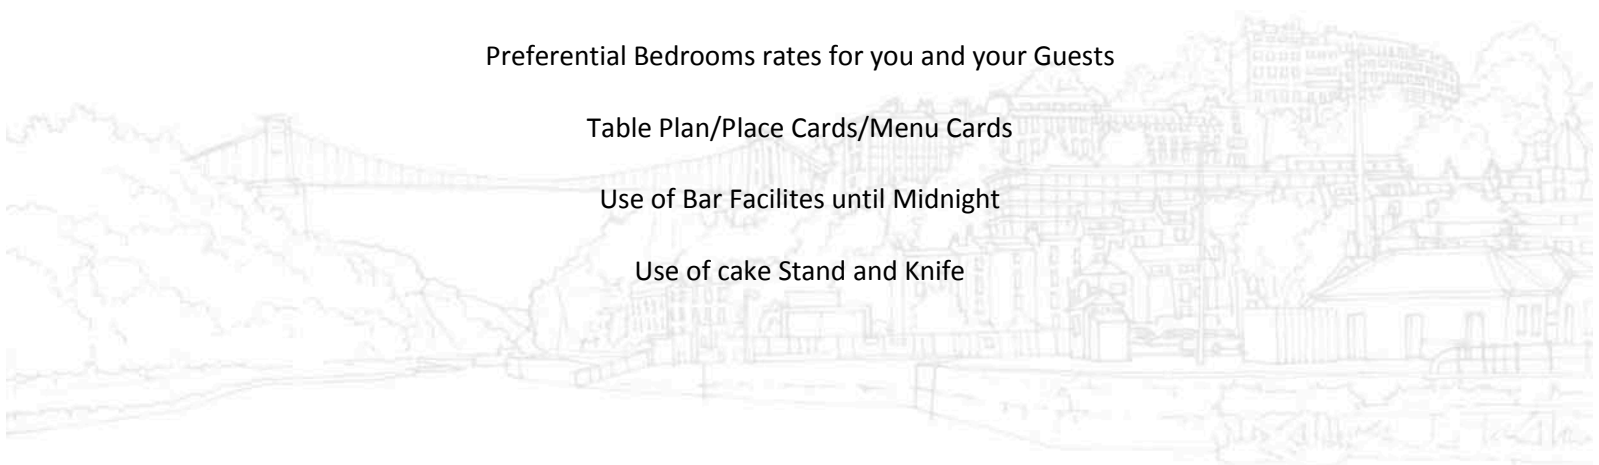 Preferential Bedrooms rates for you and your Guests
Table Plan/Place Cards/Menu Cards
Use of Bar Facilites until Midnight
Use of cake Stand and Knife